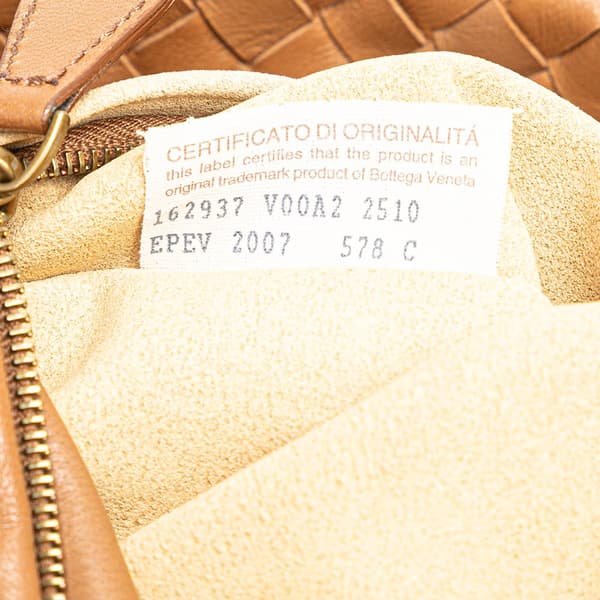 CERTIFICATO DI ORIGINALITÁ
this label certifies that the product is an
original trademark product of Bottega Veneta
162937 V00A2 2510
EPEV 2007 578 C